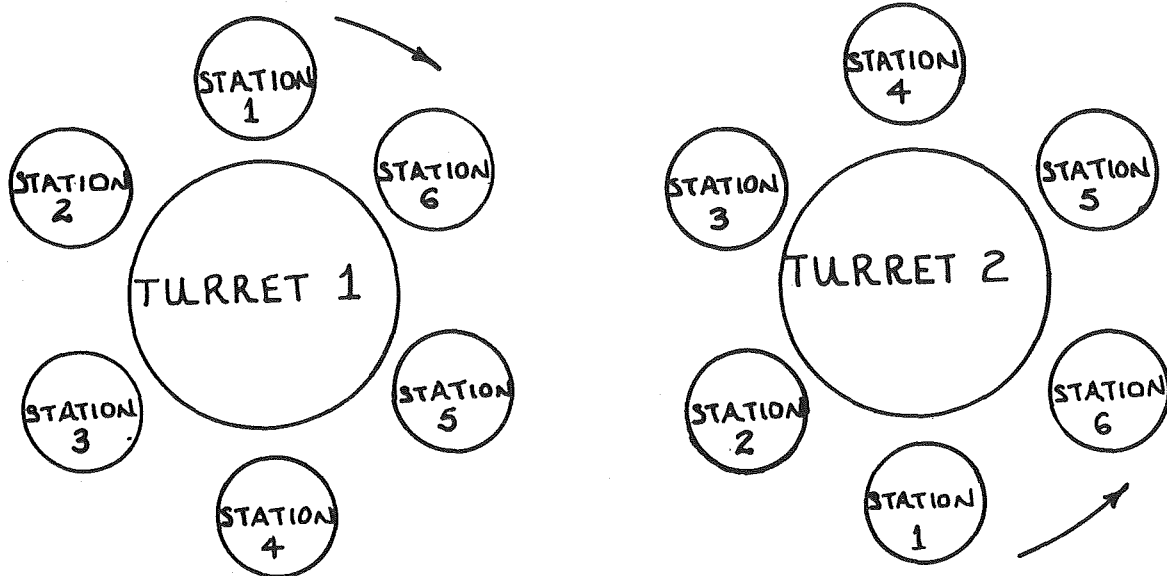 STATION
1
STATION
2
STATION
6
TURRET 1
STATION
3
STATION
5
STATION
4
STATION
4
STATION
3
STATION
5
TURRET 2
STATION
2
STATION
6
STATION
1